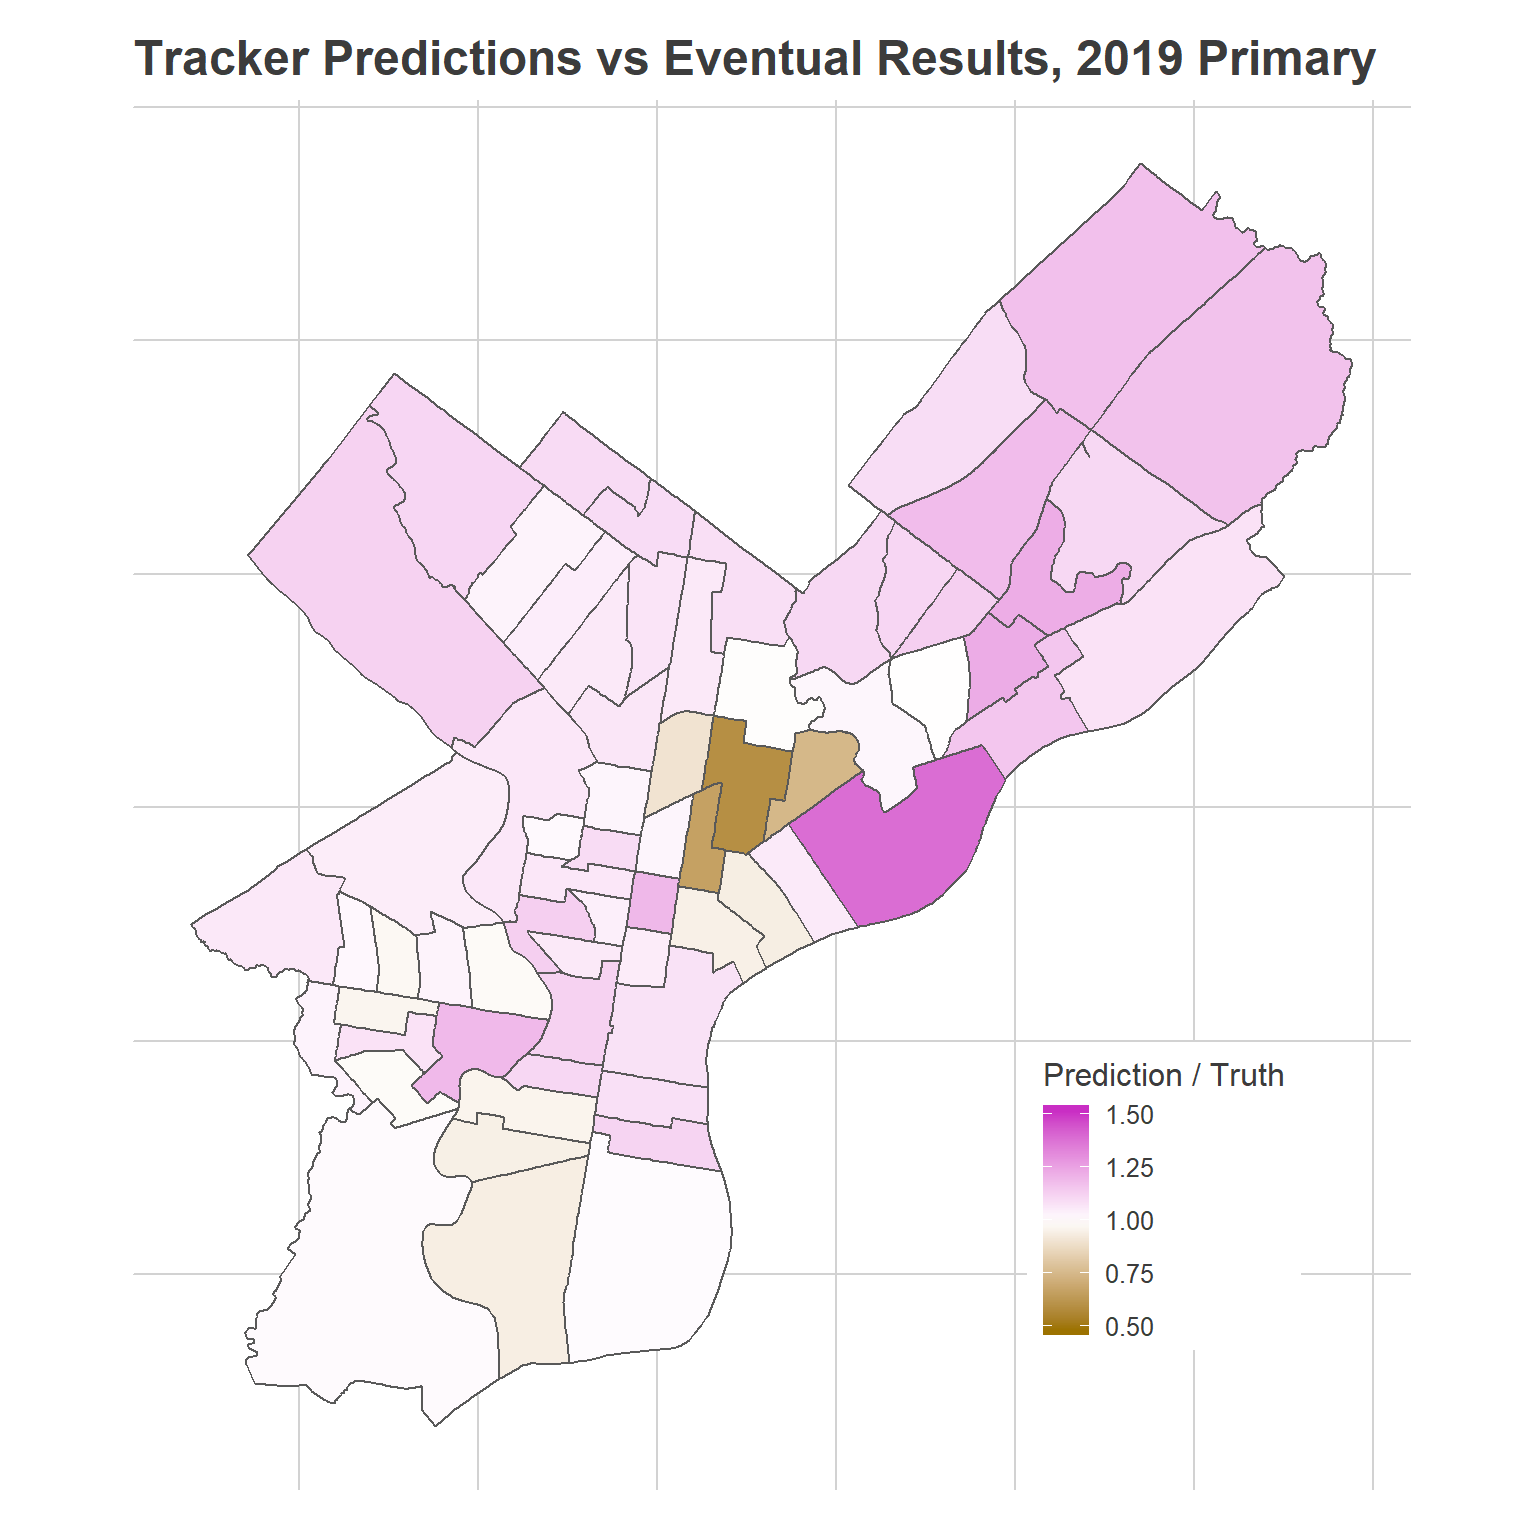 Tracker Predictions vs Eventual Results, 2019 Primary
Prediction / Truth
1.50
1.25
1.00
0.75
0.50